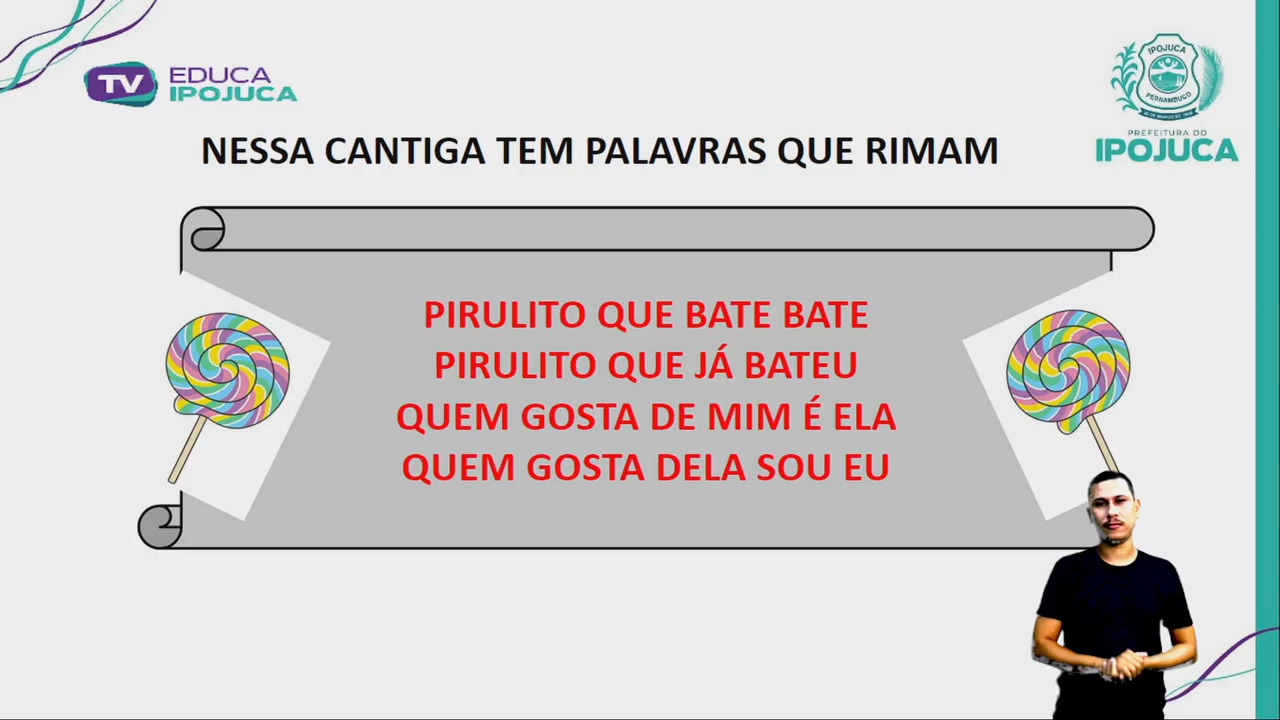 TV EDUCA
IPOJUCA
IPOJUCA
PERNAMBUCO
PREFEITURA DO
IPOJUCA
NESSA CANTIGA TEM PALAVRAS QUE RIMAM
PIRULITO QUE BATE BATE
PIRULITO QUE JÁ BATEU
QUEM GOSTA DE MIM É ELA
QUEM GOSTA DELA SOU EU